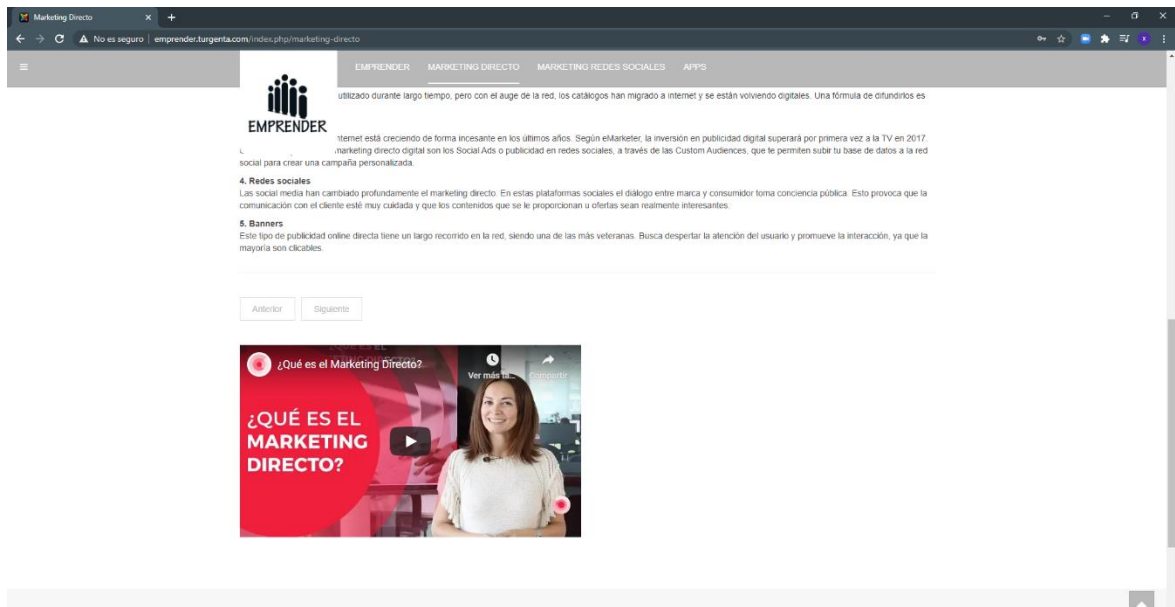 Marketing Directo
No es seguro | emprender.turgenta.com/index.php/marketing-directo
EMPRENDER MARKETING DIRECTO MARKETING REDES SOCIALES APPS
EMPRENDER
utilizado durante largo tiempo, pero con el auge de la red, los catálogos han migrado a internet y se están volviendo digitales. Una fórmula de difundirlos es
nternet está creciendo de forma incesante en los últimos años. Según eMarketer, la inversión en publicidad digital superará por primera vez a la TV en 2017.
marketing directo digital son los Social Ads o publicidad en redes sociales, a través de las Custom Audiences, que te permiten subir tu base de datos a la red
social para crear una campaña personalizada.
4. Redes sociales
Las social media han cambiado profundamente el marketing directo. En estas plataformas sociales el diálogo entre marca y consumidor toma conciencia pública. Esto provoca que la
comunicación con el cliente esté muy cuidada y que los contenidos que se le proporcionan u ofertas sean realmente interesantes.
5. Banners
Este tipo de publicidad online directa tiene un largo recorrido en la red, siendo una de las más veteranas. Busca despertar la atención del usuario y promueve la interacción, ya que la
mayoría son clicables.
Anterior Siguiente
¿Qué es el Marketing Directo?
Ver más ta... Compartir
¿QUÉ ES EL
MARKETING
DIRECTO?